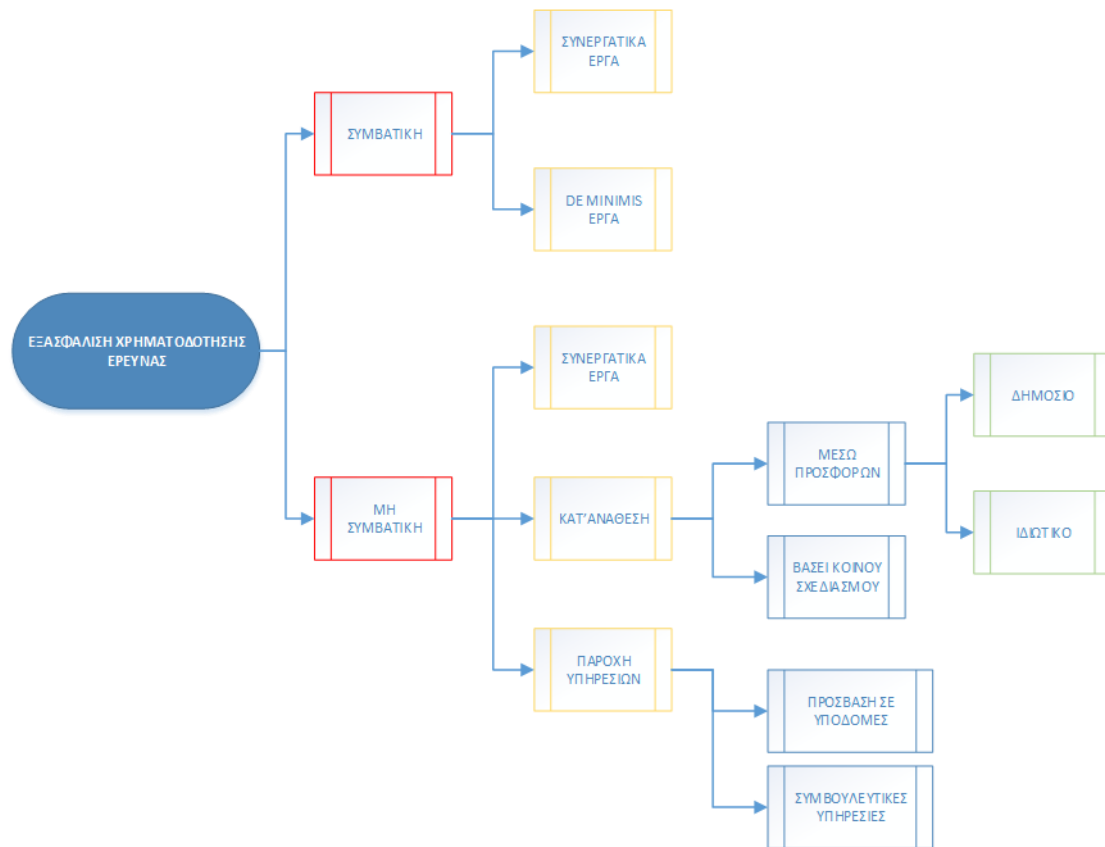 ΣΥΝΕΡΓΑΤΙΚΑ
ΕΡΓΑ
ΣΥΜΒΑΤΙΚΗ
DE MINIMIS
ΕΡΓΑ
ΕΞΑΣΦΑΛΙΣΗ ΧΡΗΜΑΤΟΔΟΤΗΣΗΣ
ΕΡΕΥΝΑΣ
ΣΥΝΕΡΓΑΤΙΚΑ
ΕΡΓΑ
ΔΗΜΟΣΙΟ
ΜΕΣΩ
ΠΡΟΣΦΟΡΩΝ
ΜΗ
ΣΥΜΒΑΤΙΚΗ
ΚΑΤ’ΑΝΑΘΕΣΗ
ΙΔΙΩΤΙΚΟ
ΒΑΣΕΙ ΚΟΙΝΟΥ
ΣΧΕΔΙΑΣΜΟΥ
ΠΑΡΟΧΗ
ΥΠΗΡΕΣΙΩΝ
ΠΡΟΣΒΑΣΗ ΣΕ
ΥΠΟΔΟΜΕΣ
ΣΥΜΒΟΥΛΕΥΤΙΚΕΣ
ΥΠΗΡΕΣΙΕΣ